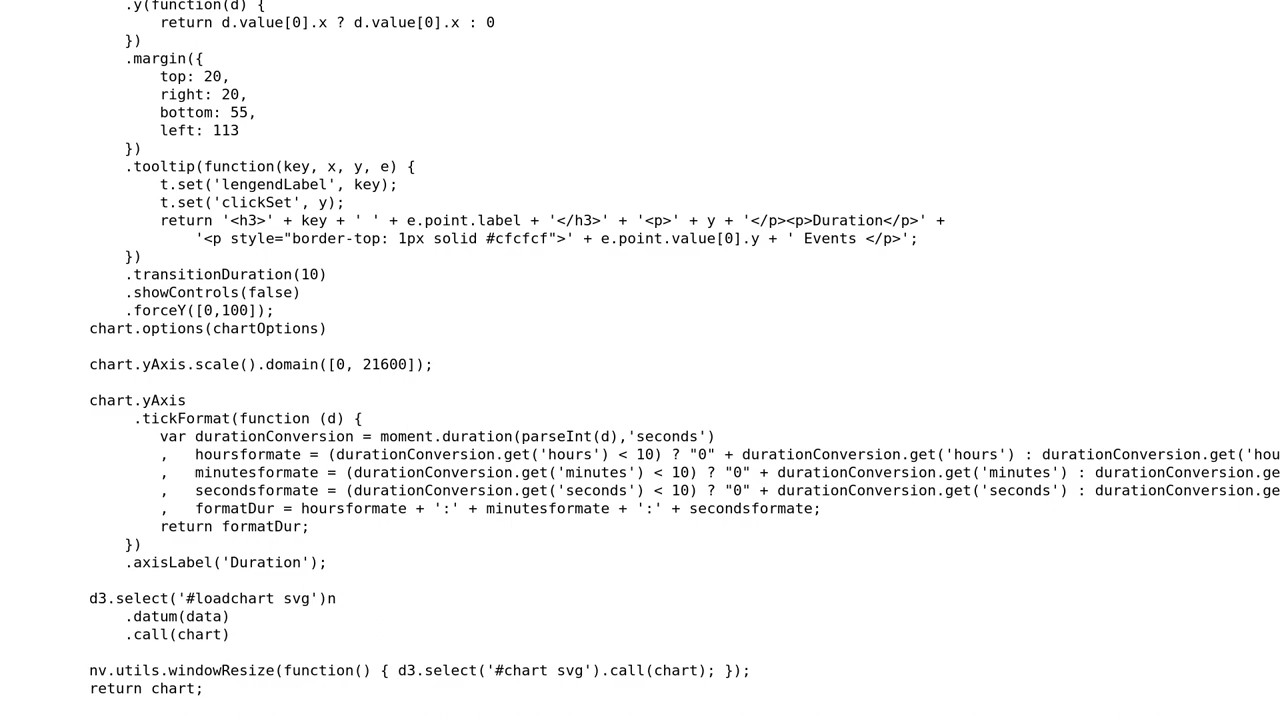 .y(function(d) {
return d.value[0].x ? d.value[0].x : 0
})
.margin({
top: 20,
right: 20,
bottom: 55,
left: 113
})
.tooltip(function(key, x, y, e) {
t.set('lengendLabel', key);
t.set('clickSet', y);
return '<h3>' + key + ' ' + e.point.label + '</h3>' + '<p>' + y + '</p><p>Duration</p>' +
'<p style="border-top: 1px solid #cfcfcf">' + e.point.value[0].y + ' Events </p>';
})
.transitionDuration(10)
.showControls(false)
.forceY([0,100]);
chart.options(chartOptions)
chart.yAxis.scale().domain([0, 21600]);
chart.yAxis
.tickFormat(function (d) {
var durationConversion = moment.duration(parseInt(d),'seconds')
,   hoursformate = (durationConversion.get('hours') < 10) ? "0" + durationConversion.get('hours') : durationConversion.get('hou
,   minutesformate = (durationConversion.get('minutes') < 10) ? "0" + durationConversion.get('minutes') : durationConversion.ge
,   secondsformate = (durationConversion.get('seconds') < 10) ? "0" + durationConversion.get('seconds') : durationConversion.ge
,   formatDur = hoursformate + ':' + minutesformate + ':' + secondsformate;
return formatDur;
})
.axisLabel('Duration');
d3.select('#loadchart svg')n
.datum(data)
.call(chart)
nv.utils.windowResize(function() { d3.select('#chart svg').call(chart); });
return chart;